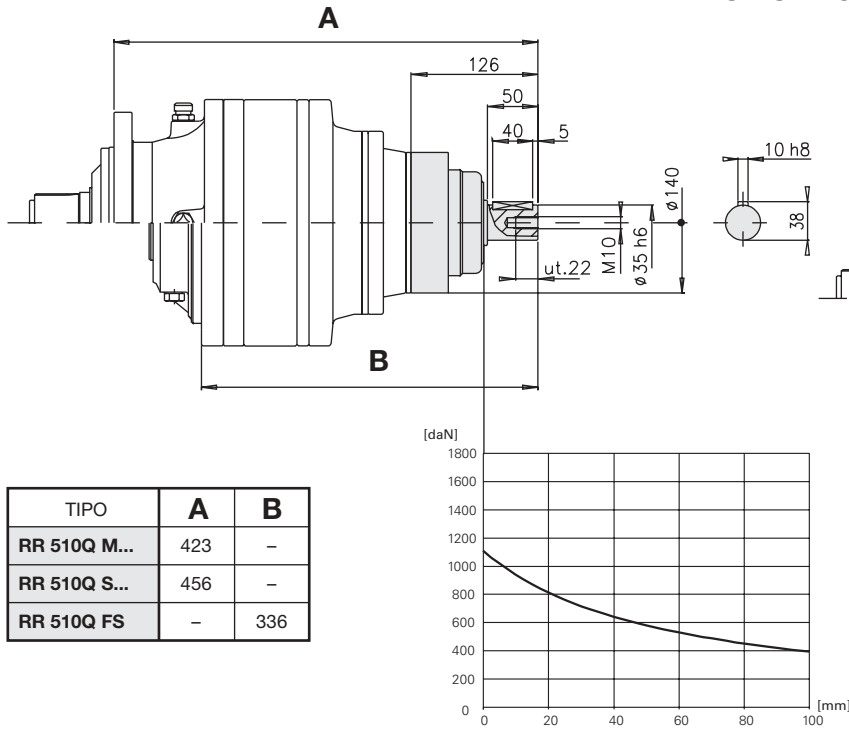 A
126
50
40 5
10 h8
ø140
38
ut.22
M10
ø35 h6
B
[daN]
1800
1600
1400
1200
1000
800
600
400
200
0
0 20 40 60 80 100
[mm]
TIPO A B
RR 510Q M... 423 –
RR 510Q S... 456 –
RR 510Q FS – 336